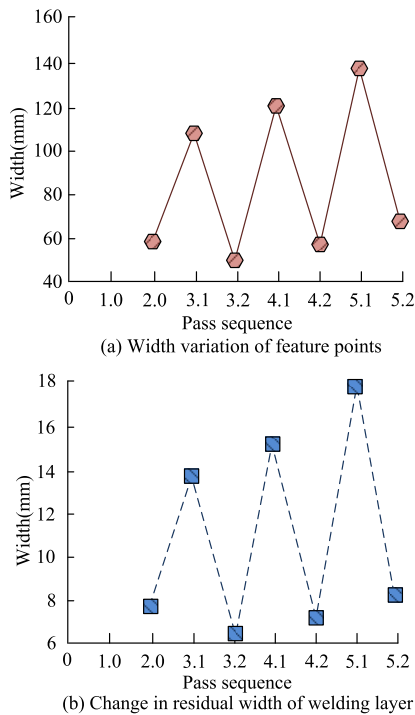 160
140
120
100
80
60
40
Width(mm)
0 1.0 2.0 3.1 3.2 4.1 4.2 5.1 5.2
Pass sequence
(a) Width variation of feature points
18
16
14
12
10
8
6
Width(mm)
0 1.0 2.0 3.1 3.2 4.1 4.2 5.1 5.2
Pass sequence
(b) Change in residual width of welding layer